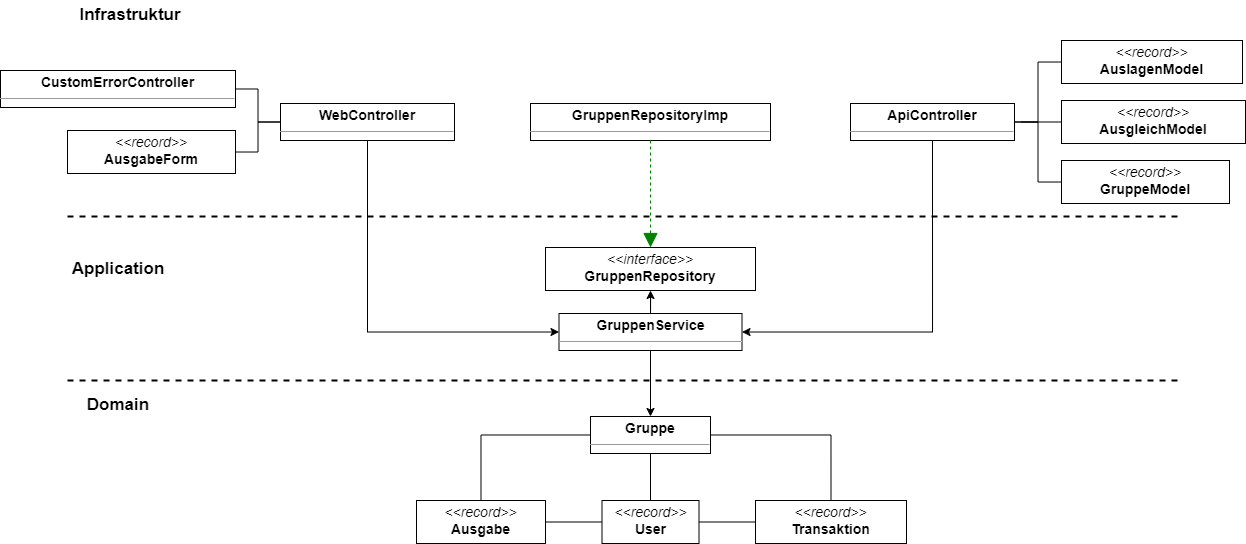 Infrastruktur
CustomErrorController
<<record>>
AusgabeForm
WebController
GruppenRepositoryImp
ApiController
<<record>>
AuslagenModel
<<record>>
AusgleichModel
<<record>>
GruppeModel
Application
<<interface>>
GruppenRepository
GruppenService
Domain
Gruppe
<<record>>
Ausgabe
<<record>>
User
<<record>>
Transaktion